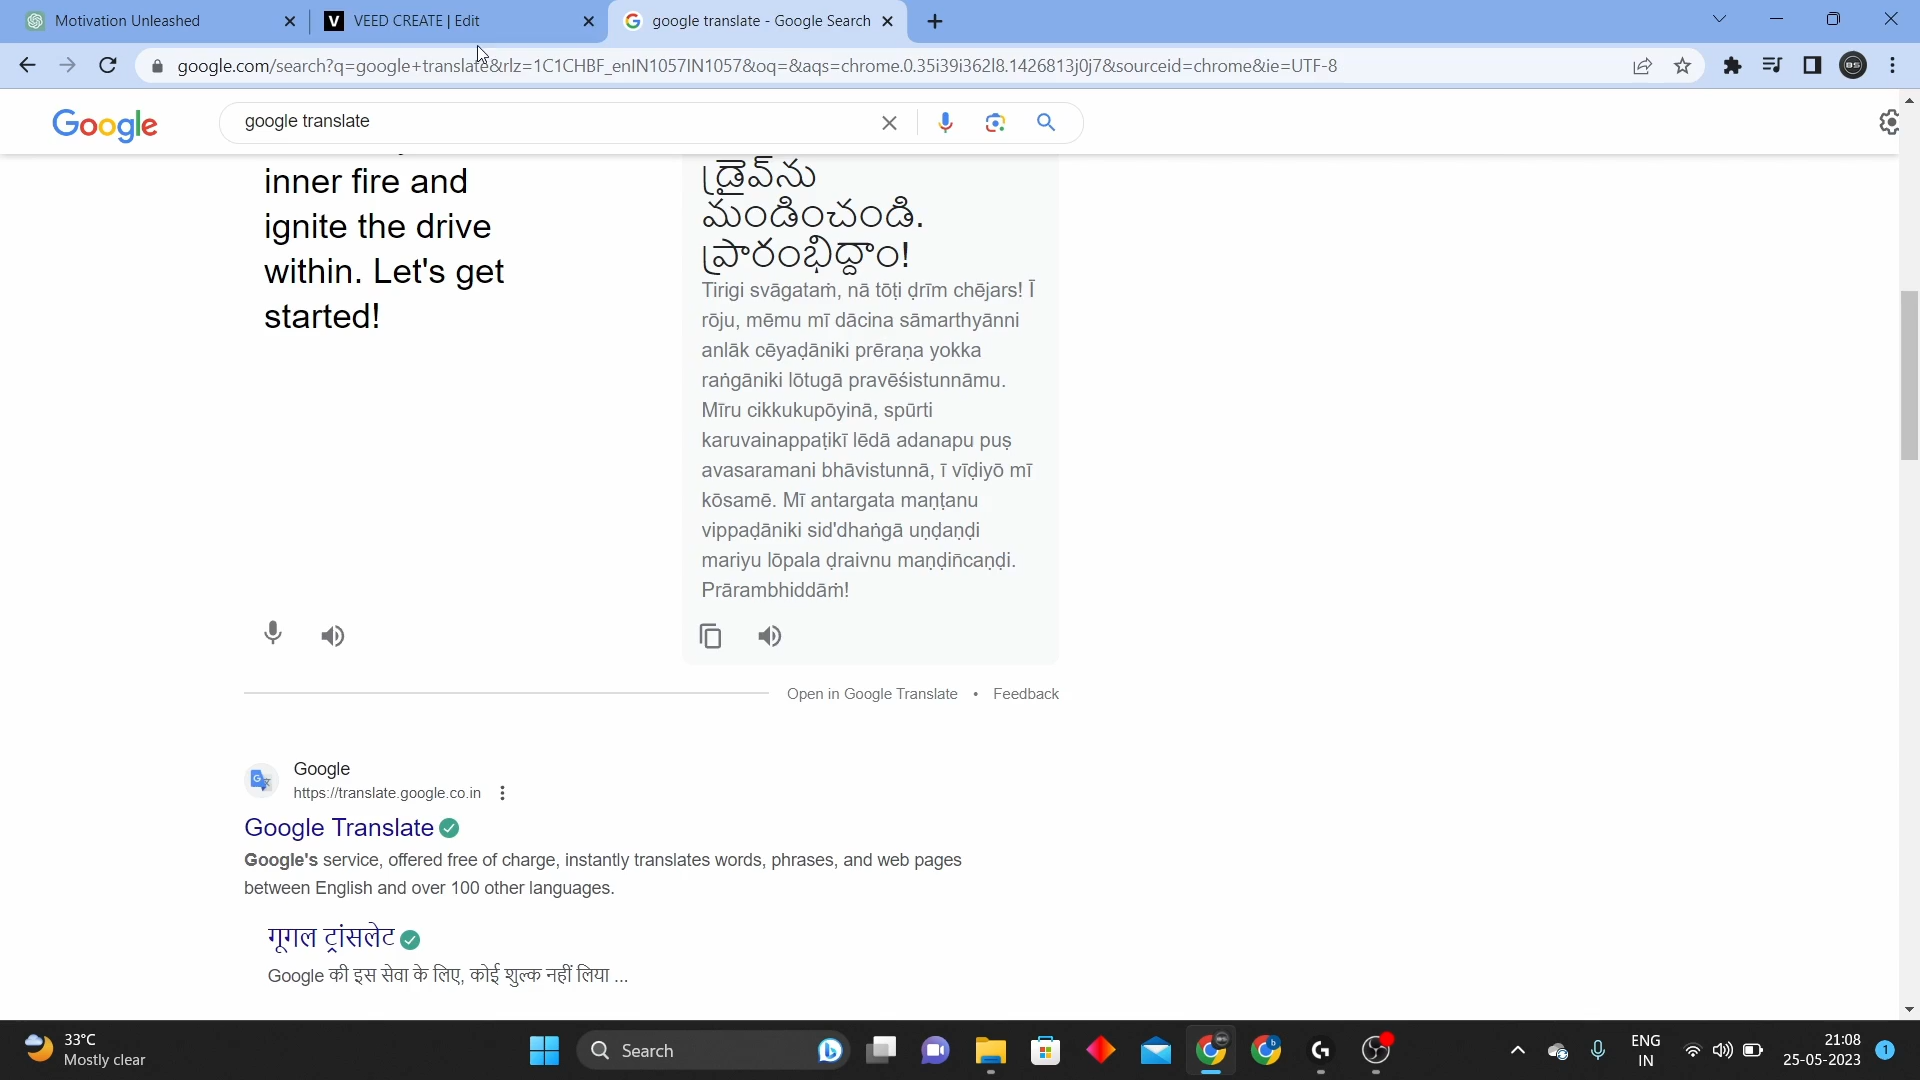 Motivation Unleashed
VEED CREATE | Edit
google translate - Google Search
google.com/search?q=google+translate&rlz=1C1CHBF_enIN1057IN1057&oq=&aqs=chrome.0.35i39i362l8.1426813j0j7&sourceid=chrome&ie=UTF-8
Google
google translate
inner fire and
ignite the drive
within. Let's get
started!
డ్రైవ్‌ను
మండించండి.
ప్రారంభిద్దాం!
Tirigi svāgataṁ, nā tōṭi ḍrīm chējars! Ī
rōju, mēmu mī dācina sāmarthyānni
anlāk cēyaḍāniki prēraṇa yokka
raṅgāniki lōtugā pravēśistunnāmu.
Mīru cikkukupōyinā, spūrti
karuvainappaṭikī lēdā adanapu puṣ
avasaramani bhāvistunnā, ī vīḍiyō mī
kōsamē. Mī antargata maṇṭanu
vippaḍāniki sid'dhaṅgā uṇḍaṇḍi
mariyu lōpala ḍraivnu maṇḍin̄caṇḍi.
Prārambhiddāṁ!
Open in Google Translate • Feedback
Google
https://translate.google.co.in
Google Translate
Google's service, offered free of charge, instantly translates words, phrases, and web pages
between English and over 100 other languages.
गूगल ट्रांसलेट
Google की इस सेवा के लिए, कोई शुल्क नहीं लिया ...
33°C
Mostly clear
Search
ENG
IN
21:08
25-05-2023
1